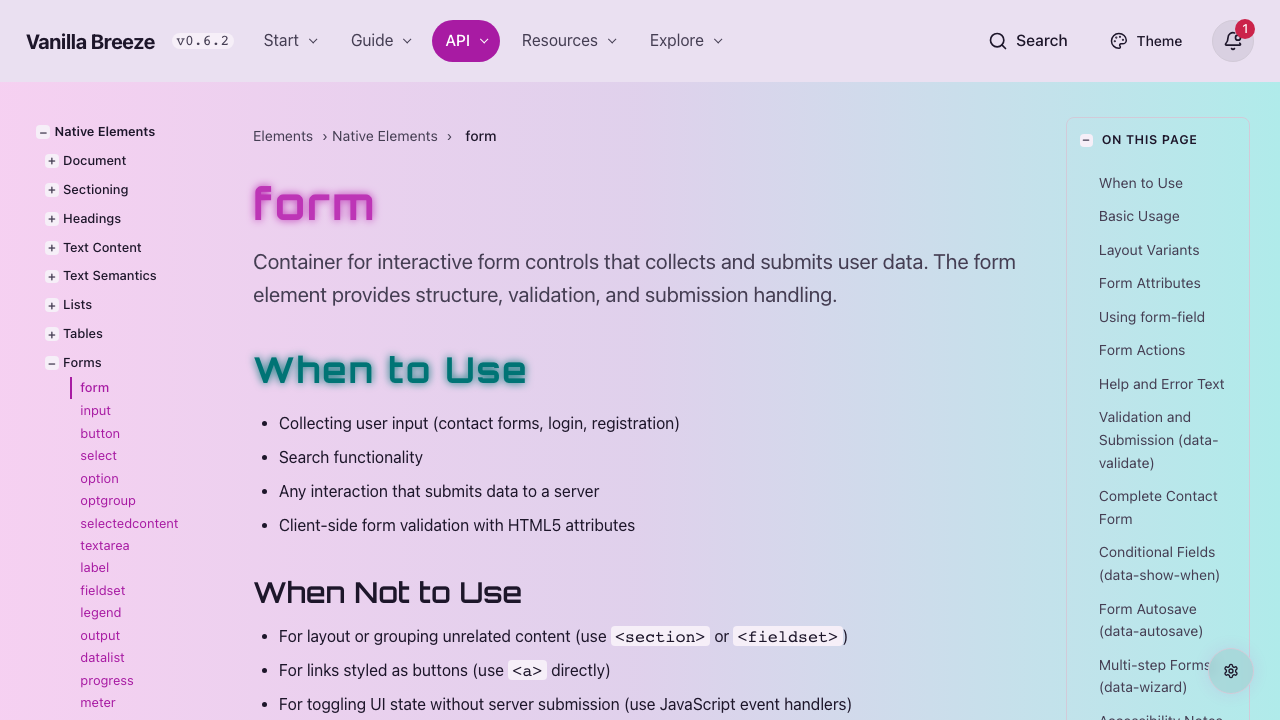 Vanilla Breeze v0.6.2 Start Guide API Resources Explore Search Theme 1
Native Elements
Document
Sectioning
Headings
Text Content
Text Semantics
Lists
Tables
Forms
form
input
button
select
option
optgroup
selectedcontent
textarea
label
fieldset
legend
output
datalist
progress
meter
Elements › Native Elements › form
form
Container for interactive form controls that collects and submits user data. The form
element provides structure, validation, and submission handling.
When to Use
• Collecting user input (contact forms, login, registration)
• Search functionality
• Any interaction that submits data to a server
• Client-side form validation with HTML5 attributes
When Not to Use
• For layout or grouping unrelated content (use <section> or <fieldset>)
• For links styled as buttons (use <a> directly)
• For toggling UI state without server submission (use JavaScript event handlers)
ON THIS PAGE
When to Use
Basic Usage
Layout Variants
Form Attributes
Using form-field
Form Actions
Help and Error Text
Validation and
Submission (data-
validate)
Complete Contact
Form
Conditional Fields
(data-show-when)
Form Autosave
(data-autosave)
Multi-step Forms
(data-wizard)
Accessibility Notes